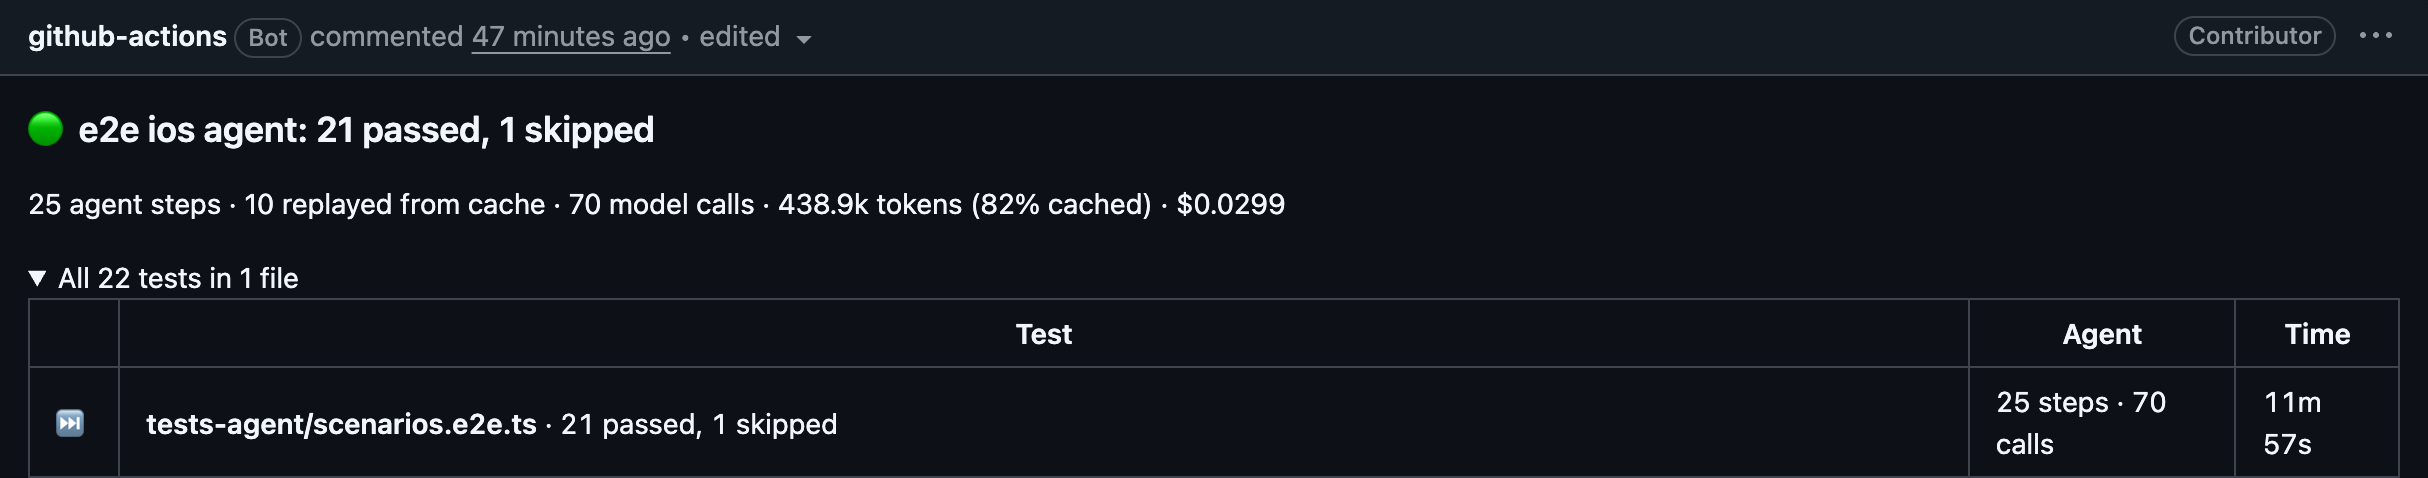 github-actions Bot commented 47 minutes ago • edited
Contributor
e2e ios agent: 21 passed, 1 skipped
25 agent steps · 10 replayed from cache · 70 model calls · 438.9k tokens (82% cached) · $0.0299
All 22 tests in 1 file
Test Agent Time
tests-agent/scenarios.e2e.ts · 21 passed, 1 skipped
25 steps · 70
calls
11m
57s